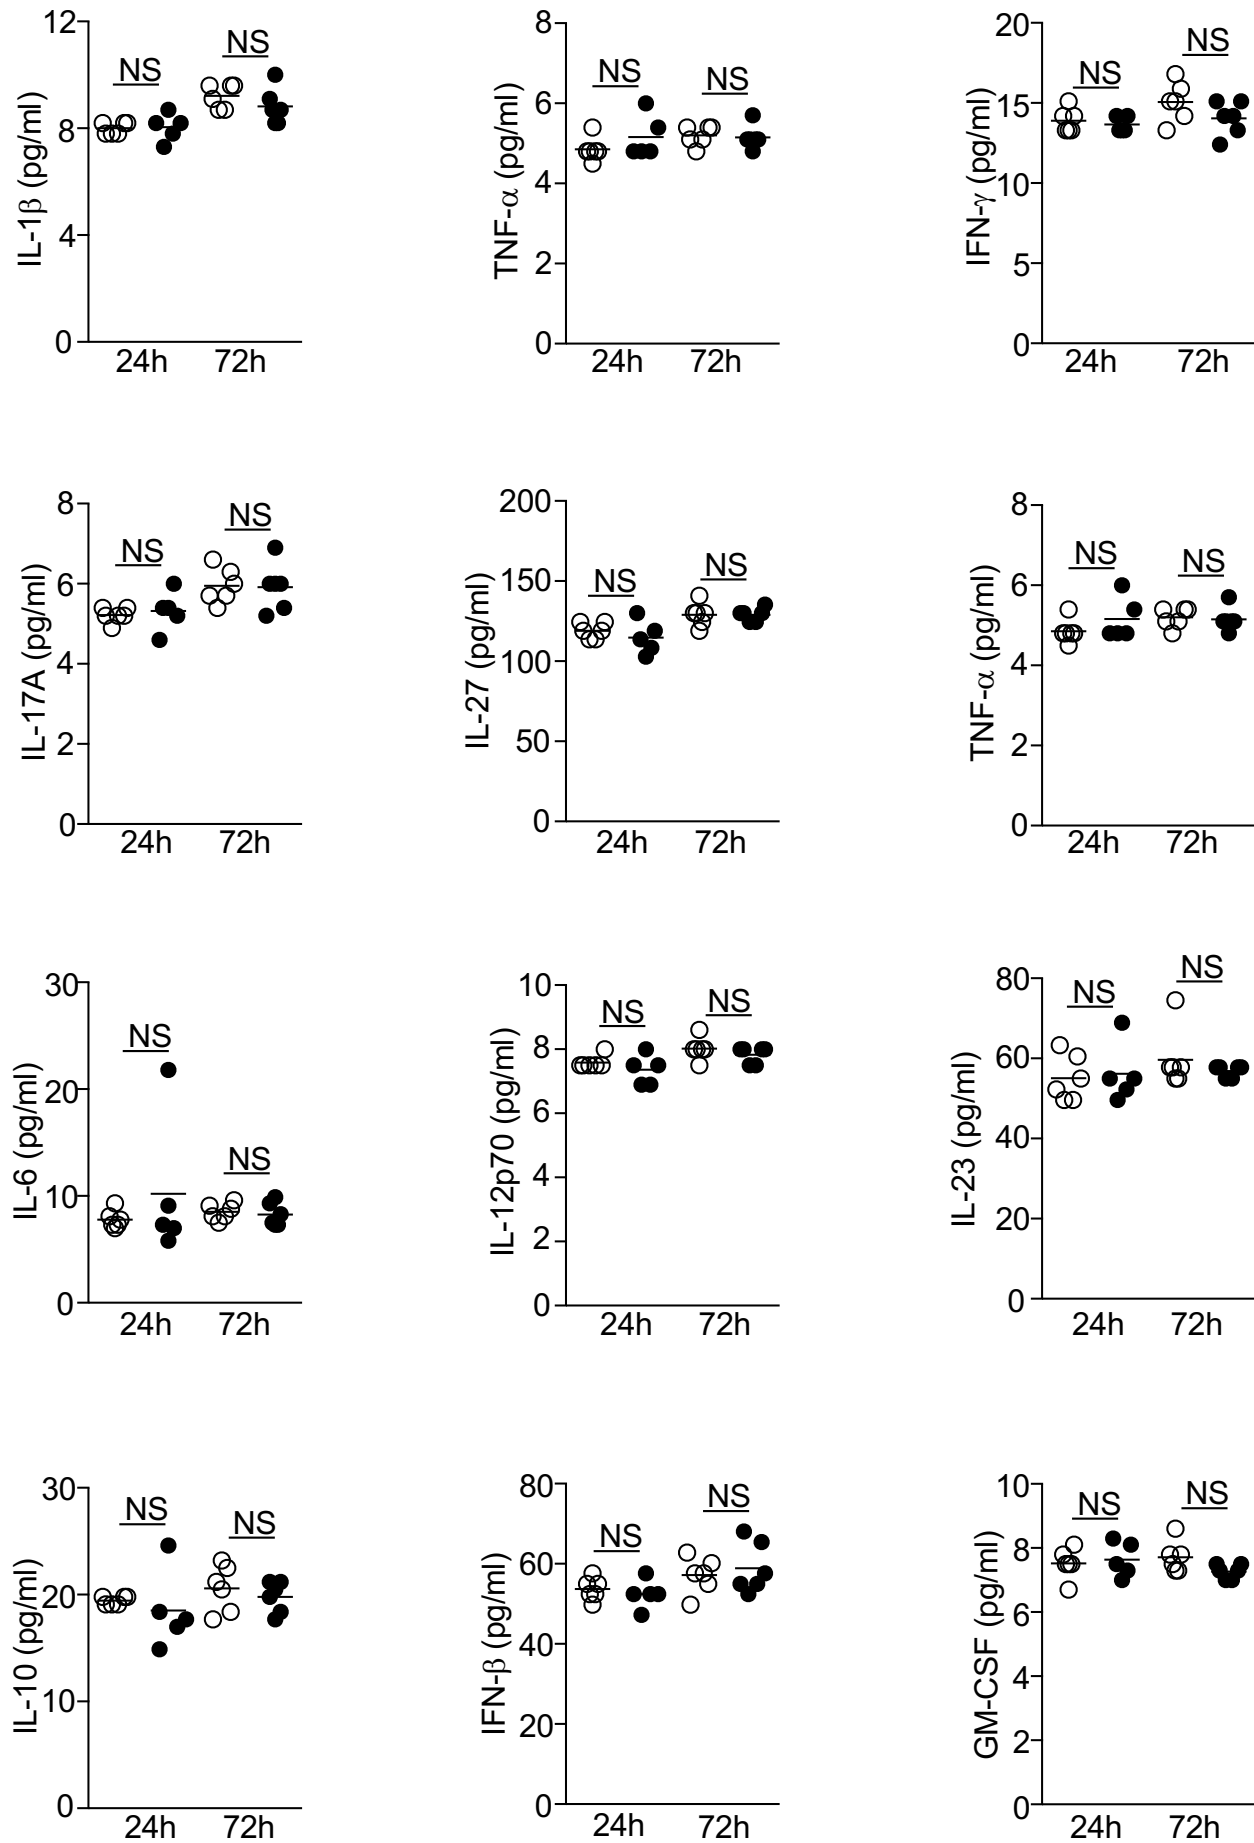 IL-1β (pg/ml)
12
8
4
0
NS
NS
24h
72h
TNF-α (pg/ml)
8
6
4
2
0
NS
NS
24h
72h
IFN-γ (pg/ml)
20
15
10
5
0
NS
NS
24h
72h
IL-17A (pg/ml)
8
6
4
2
0
NS
NS
24h
72h
IL-27 (pg/ml)
200
150
100
50
0
NS
NS
24h
72h
TNF-α (pg/ml)
8
6
4
2
0
NS
NS
24h
72h
IL-6 (pg/ml)
30
20
10
0
NS
NS
24h
72h
IL-12p70 (pg/ml)
10
8
6
4
2
0
NS
NS
24h
72h
IL-23 (pg/ml)
80
60
40
20
0
NS
NS
24h
72h
IL-10 (pg/ml)
30
20
10
0
NS
NS
24h
72h
IFN-β (pg/ml)
80
60
40
20
0
NS
NS
24h
72h
GM-CSF (pg/ml)
10
8
6
4
2
0
NS
NS
24h
72h